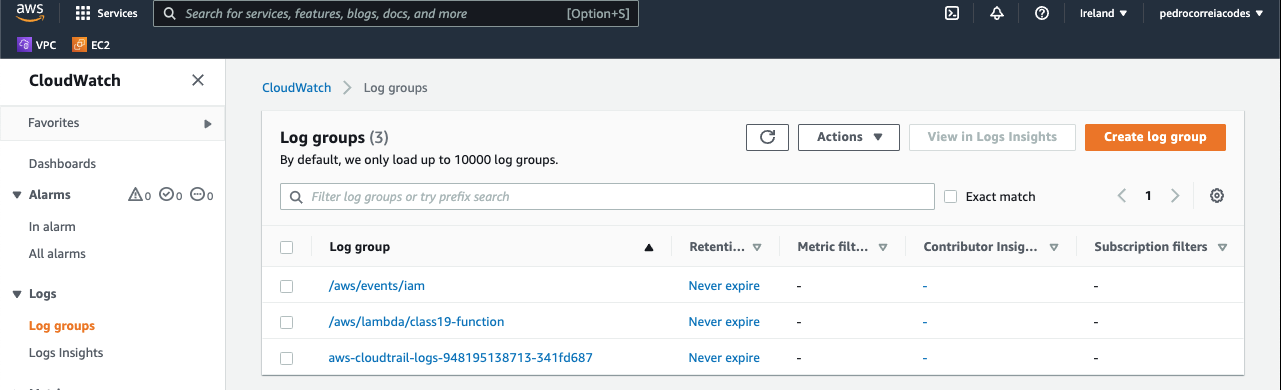 aws Services Search for services, features, blogs, docs, and more [Option+S] Ireland ▼ pedrocorreiacodes ▼
VPC EC2
CloudWatch
Favorites
Dashboards
Alarms 0 0 0
In alarm
All alarms
Logs
Log groups
Logs Insights
CloudWatch > Log groups
Log groups (3) Actions ▼ View in Logs Insights Create log group
By default, we only load up to 10000 log groups.
Filter log groups or try prefix search Exact match < 1 >
Log group Retenti... Metric filt... Contributor Insig... Subscription filters
/aws/events/iam Never expire - - -
/aws/lambda/class19-function Never expire - - -
aws-cloudtrail-logs-948195138713-341fd687 Never expire - - -